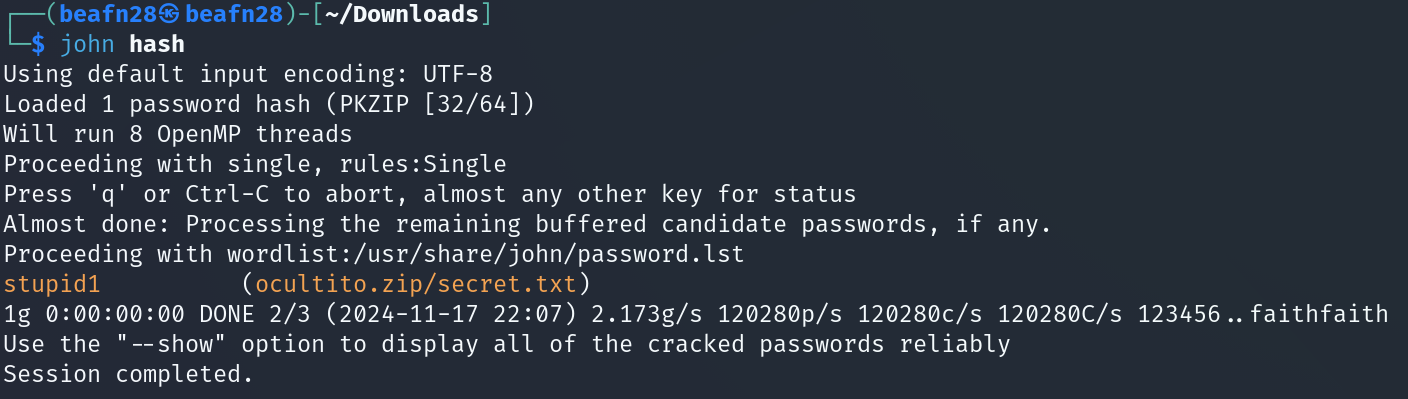 ┌──(beafn28㉿beafn28)-[~/Downloads]
└─$ john hash
Using default input encoding: UTF-8
Loaded 1 password hash (PKZIP [32/64])
Will run 8 OpenMP threads
Proceeding with single, rules:Single
Press 'q' or Ctrl-C to abort, almost any other key for status
Almost done: Processing the remaining buffered candidate passwords, if any.
Proceeding with wordlist:/usr/share/john/password.lst
stupid1          (ocultito.zip/secret.txt)
1g 0:00:00:00 DONE 2/3 (2024-11-17 22:07) 2.173g/s 120280p/s 120280c/s 120280C/s 123456..faithfaith
Use the "--show" option to display all of the cracked passwords reliably
Session completed.